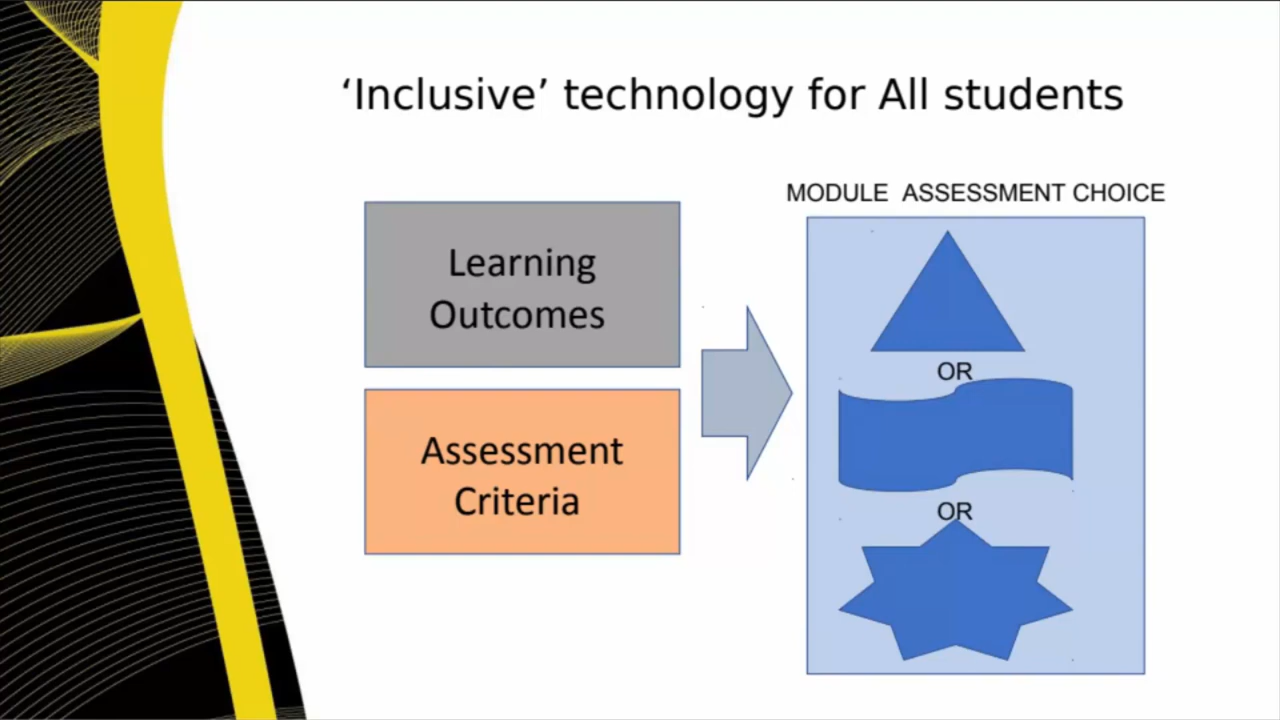 ‘Inclusive’ technology for All students
MODULE  ASSESSMENT CHOICE
Learning
Outcomes
Assessment
Criteria
OR
OR